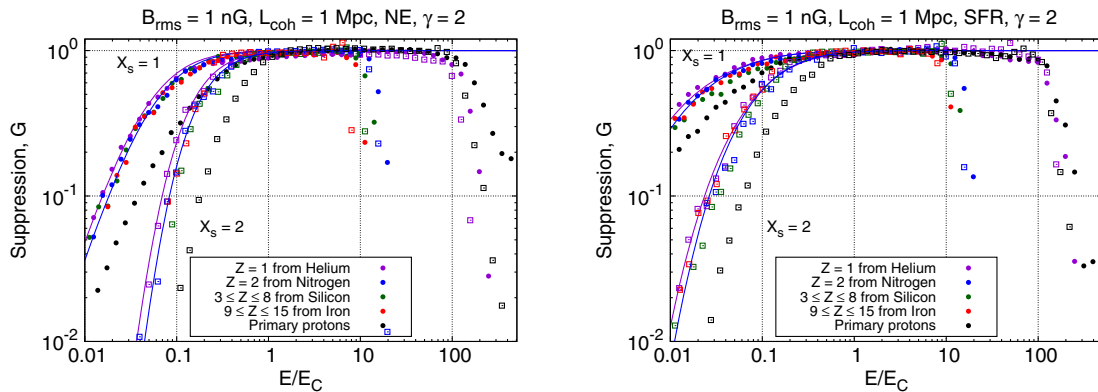 B_rms = 1 nG, L_coh = 1 Mpc, NE, γ = 2
Suppression, G
10^0
10^-1
10^-2
X_s = 1
X_s = 2
Z = 1 from Helium
Z = 2 from Nitrogen
3 ≤ Z ≤ 8 from Silicon
9 ≤ Z ≤ 15 from Iron
Primary protons
0.01 0.1 1 10 100
E/E_C
B_rms = 1 nG, L_coh = 1 Mpc, SFR, γ = 2
Suppression, G
10^0
10^-1
10^-2
X_s = 1
X_s = 2
Z = 1 from Helium
Z = 2 from Nitrogen
3 ≤ Z ≤ 8 from Silicon
9 ≤ Z ≤ 15 from Iron
Primary protons
0.01 0.1 1 10 100
E/E_C